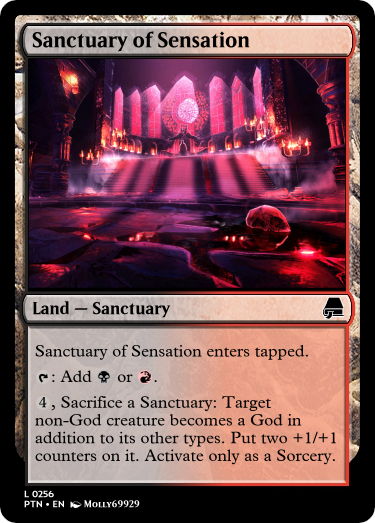 Sanctuary of Sensation
Land — Sanctuary
Sanctuary of Sensation enters tapped.
: Add or .
4 , Sacrifice a Sanctuary: Target
non-God creature becomes a God in
addition to its other types. Put two +1/+1
counters on it. Activate only as a Sorcery.
L 0256
PTN • EN Molly69929